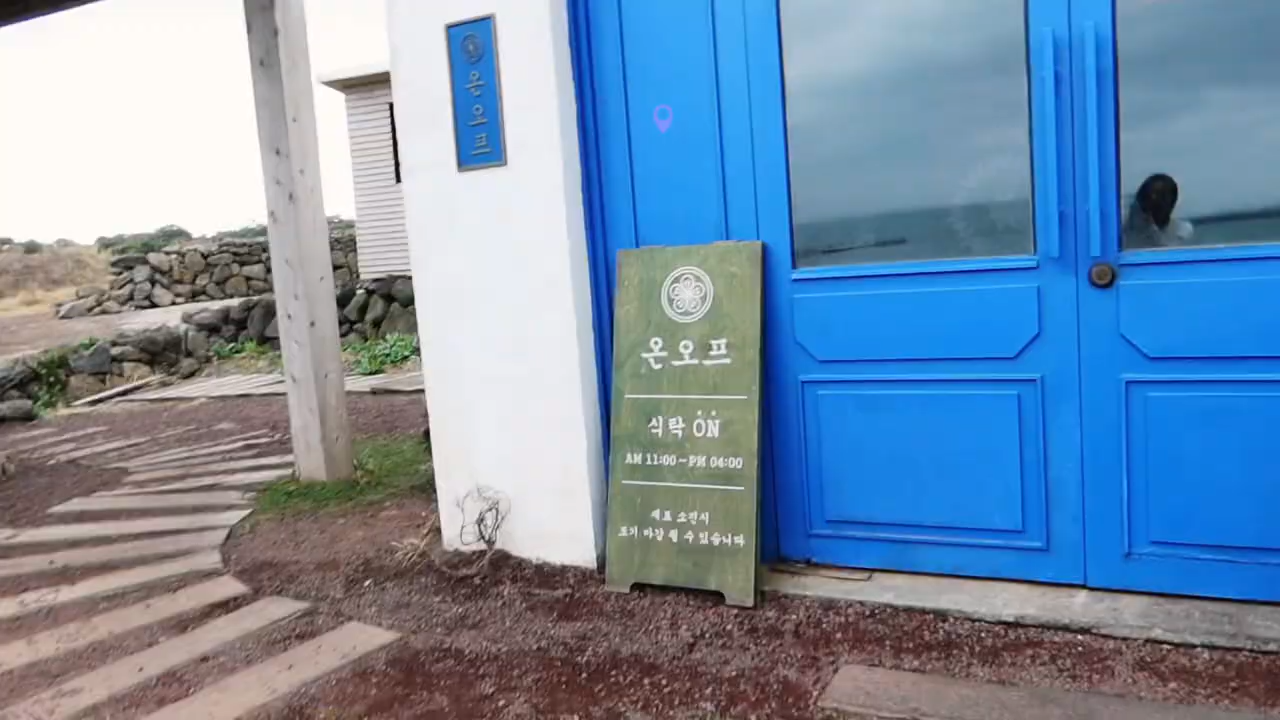 온오프
온오프
식탁 ON
AM 11:00~PM 04:00
재료 소진시
조기 마감 될 수 있습니다